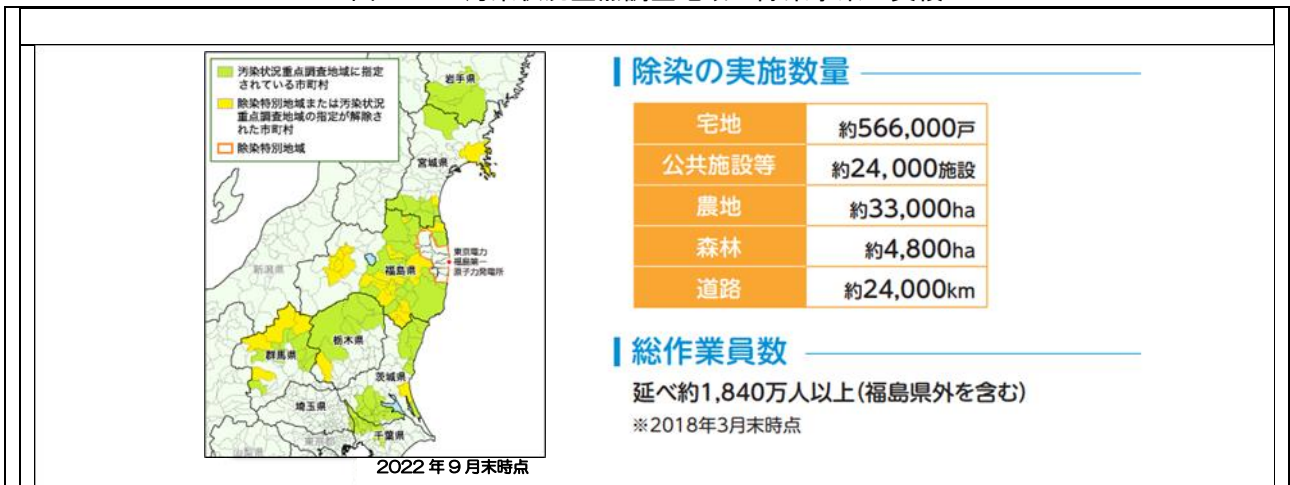 汚染状況重点調査地域に指定
されている市町村
除染特別地域または汚染状況
重点調査地域の指定が解除さ
れた市町村
除染特別地域
岩手県
宮城県
新潟県
福島県
東京電力
福島第一
原子力発電所
群馬県
栃木県
茨城県
埼玉県
東京都
千葉県
山梨県
2022年9月末時点
除染の実施数量
宅地 約566,000戸
公共施設等 約24,000施設
農地 約33,000ha
森林 約4,800ha
道路 約24,000km
総作業員数
延べ約1,840万人以上(福島県外を含む)
※2018年3月末時点